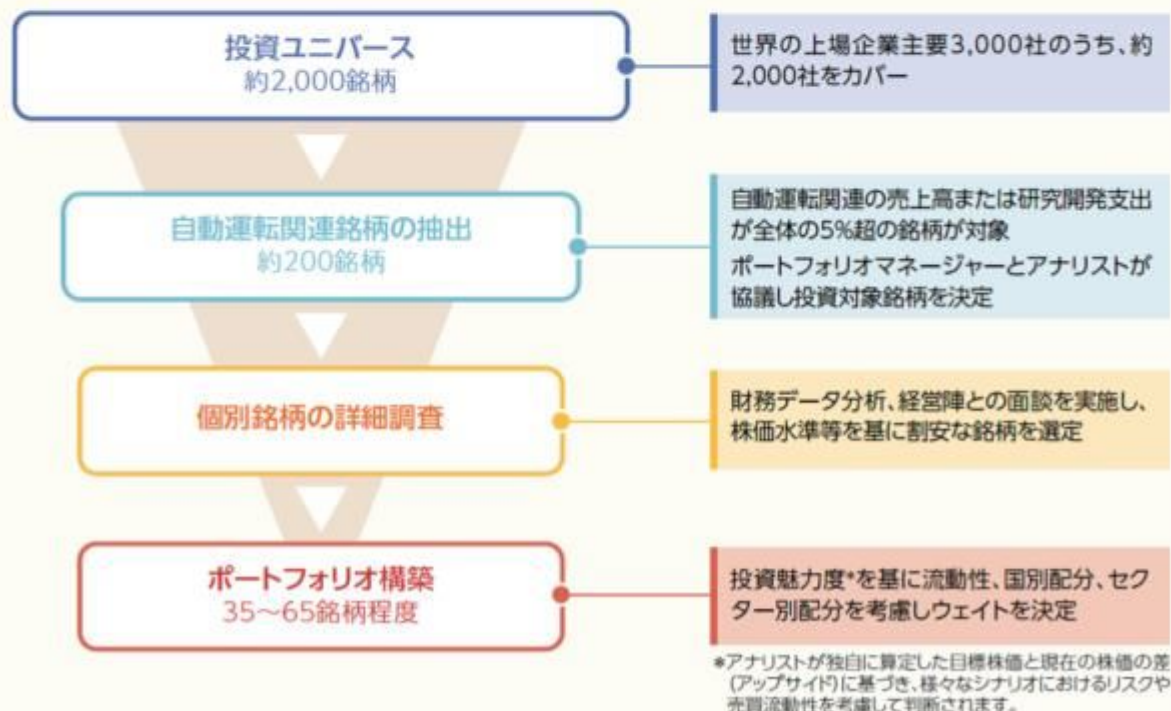 投資ユニバース
約2,000銘柄
世界の上場企業主要3,000社のうち、約
2,000社をカバー
自動運転関連銘柄の抽出
約200銘柄
自動運転関連の売上高または研究開発支出
が全体の5%超の銘柄が対象
ポートフォリオマネージャーとアナリストが
協議し投資対象銘柄を決定
個別銘柄の詳細調査
財務データ分析、経営陣との面談を実施し、
株価水準等を基に割安な銘柄を選定
ポートフォリオ構築
35〜65銘柄程度
投資魅力度*を基に流動性、国別配分、セク
ター別配分を考慮しウェイトを決定
*アナリストが独自に算定した目標株価と現在の株価の差
(アップサイド)に基づき、様々なシナリオにおけるリスクや
売買流動性を考慮して判断されます。